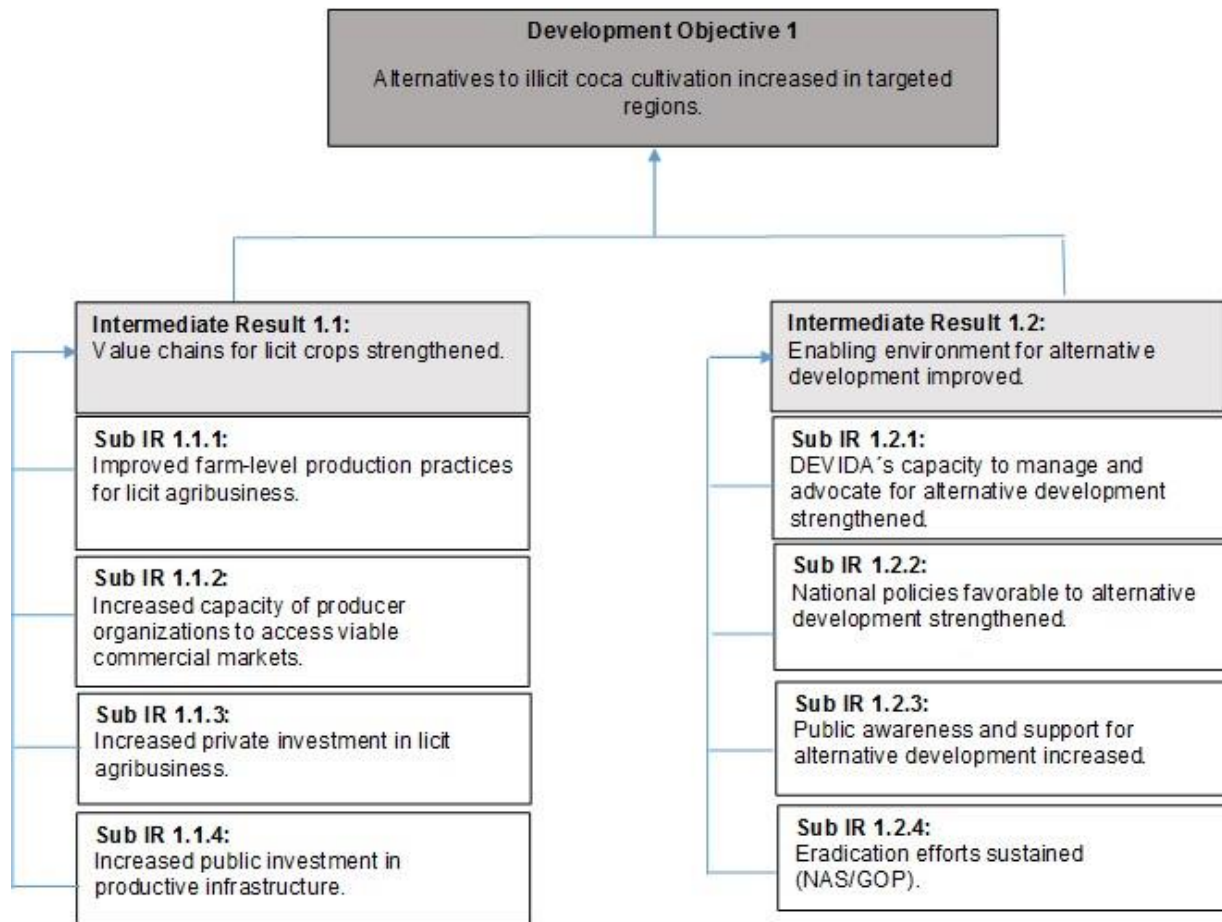 Development Objective 1
Alternatives to illicit coca cultivation increased in targeted
regions.
Intermediate Result 1.1:
Value chains for licit crops strengthened.
Sub IR 1.1.1:
Improved farm-level production practices
for licit agribusiness.
Sub IR 1.1.2:
Increased capacity of producer
organizations to access viable
commercial markets.
Sub IR 1.1.3:
Increased private investment in licit
agribusiness.
Sub IR 1.1.4:
Increased public investment in
productive infrastructure.
Intermediate Result 1.2:
Enabling environment for alternative
development improved.
Sub IR 1.2.1:
DEVIDA´s capacity to manage and
advocate for alternative development
strengthened.
Sub IR 1.2.2:
National policies favorable to alternative
development strengthened.
Sub IR 1.2.3:
Public awareness and support for
alternative development increased.
Sub IR 1.2.4:
Eradication efforts sustained
(NAS/GOP).